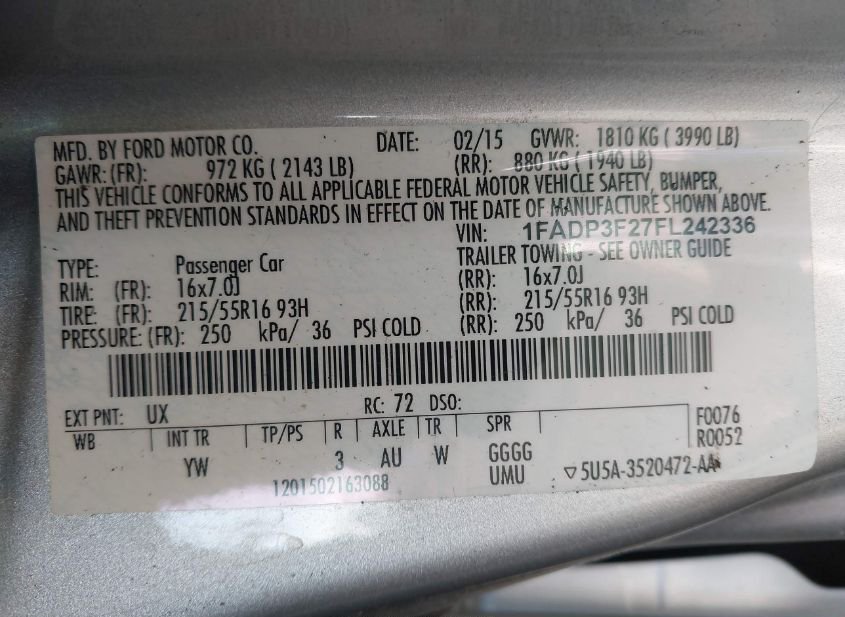 MFD. BY FORD MOTOR CO. DATE: 02/15 GVWR: 1810 KG ( 3990 LB)
GAWR: (FR): 972 KG ( 2143 LB) (RR): 880 KG ( 1940 LB)
THIS VEHICLE CONFORMS TO ALL APPLICABLE FEDERAL MOTOR VEHICLE SAFETY, BUMPER,
AND THEFT PREVENTION STANDARDS IN EFFECT ON THE DATE OF MANUFACTURE SHOWN ABOVE.
VIN: 1FADP3F27FL242336
TYPE: Passenger Car TRAILER TOWING - SEE OWNER GUIDE
RIM: (FR): 16x7.0J (RR): 16x7.0J
TIRE: (FR): 215/55R16 93H (RR): 215/55R16 93H
PRESSURE: (FR): 250 kPa/ 36 PSI COLD (RR): 250 kPa/ 36 PSI COLD
EXT PNT: UX RC: 72 DSO: F0076
WB INT TR TP/PS R AXLE TR SPR R0052
YW 3 AU W GGGG
1201502163088 UMU 5U5A-3520472-AA